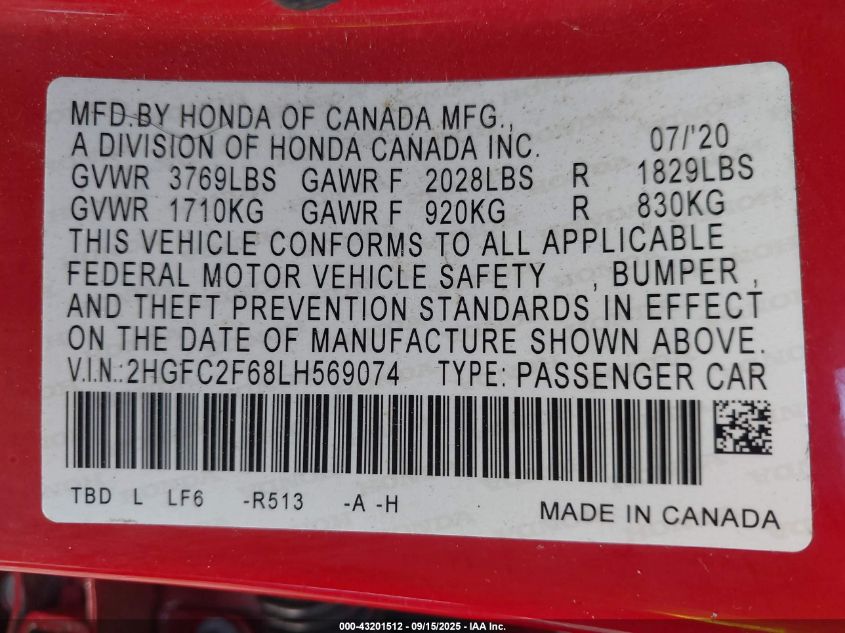 MFD.BY HONDA OF CANADA MFG.,
A DIVISION OF HONDA CANADA INC. 07/'20
GVWR 3769LBS GAWR F 2028LBS R 1829LBS
GVWR 1710KG GAWR F 920KG R 830KG
THIS VEHICLE CONFORMS TO ALL APPLICABLE
FEDERAL MOTOR VEHICLE SAFETY , BUMPER ,
AND THEFT PREVENTION STANDARDS IN EFFECT
ON THE DATE OF MANUFACTURE SHOWN ABOVE.
V.I.N.:2HGFC2F68LH569074 TYPE: PASSENGER CAR
TBD L LF6 -R513 -A -H
MADE IN CANADA
000-43201512 | 09/15/2025 | IAA Inc.